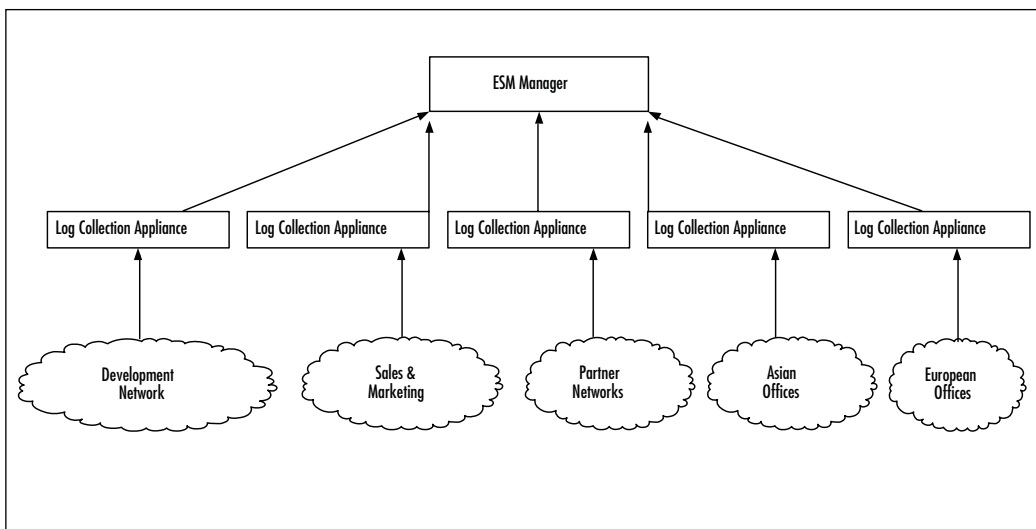 ESM Manager
Log Collection Appliance
Log Collection Appliance
Log Collection Appliance
Log Collection Appliance
Log Collection Appliance
Development
Network
Sales &
Marketing
Partner
Networks
Asian
Offices
European
Offices